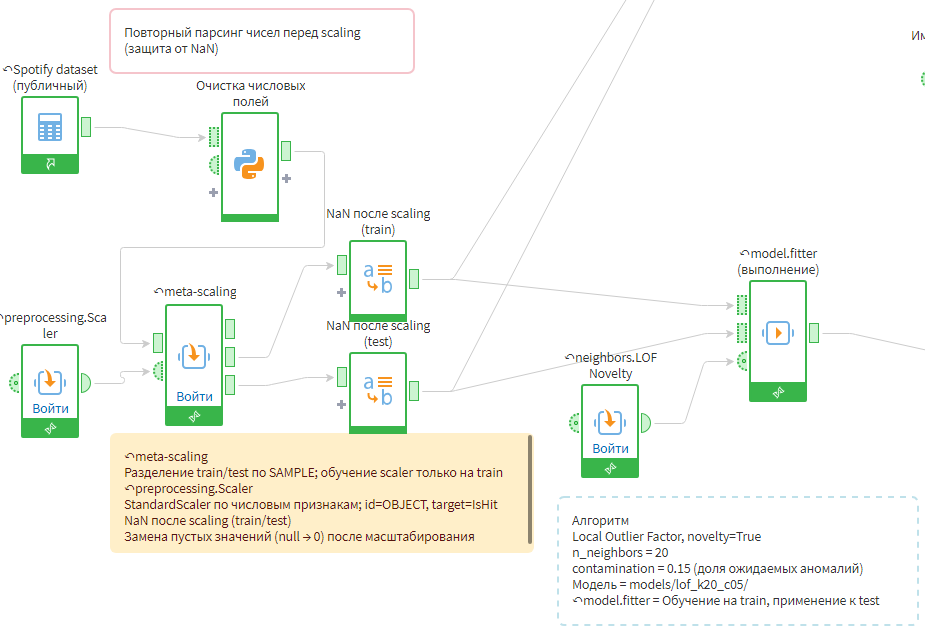 Повторный парсинг чисел перед scaling
(защита от NaN)
Им
Spotify dataset
(публичный)
Очистка числовых
полей
NaN после scaling
(train)
a
b
model.fitter
(выполнение)
meta-scaling
preprocessing.Sca
ler
NaN после scaling
(test)
a
b
neighbors.LOF
Novelty
Войти
Войти
Войти
meta-scaling
Разделение train/test по SAMPLE; обучение scaler только на train
preprocessing.Scaler
StandardScaler по числовым признакам; id=OBJECT, target=IsHit
NaN после scaling (train/test)
Замена пустых значений (null → 0) после масштабирования
Алгоритм
Local Outlier Factor, novelty=True
n_neighbors = 20
contamination = 0.15 (доля ожидаемых аномалий)
Модель = models/lof_k20_c05/
model.fitter = Обучение на train, применение к test